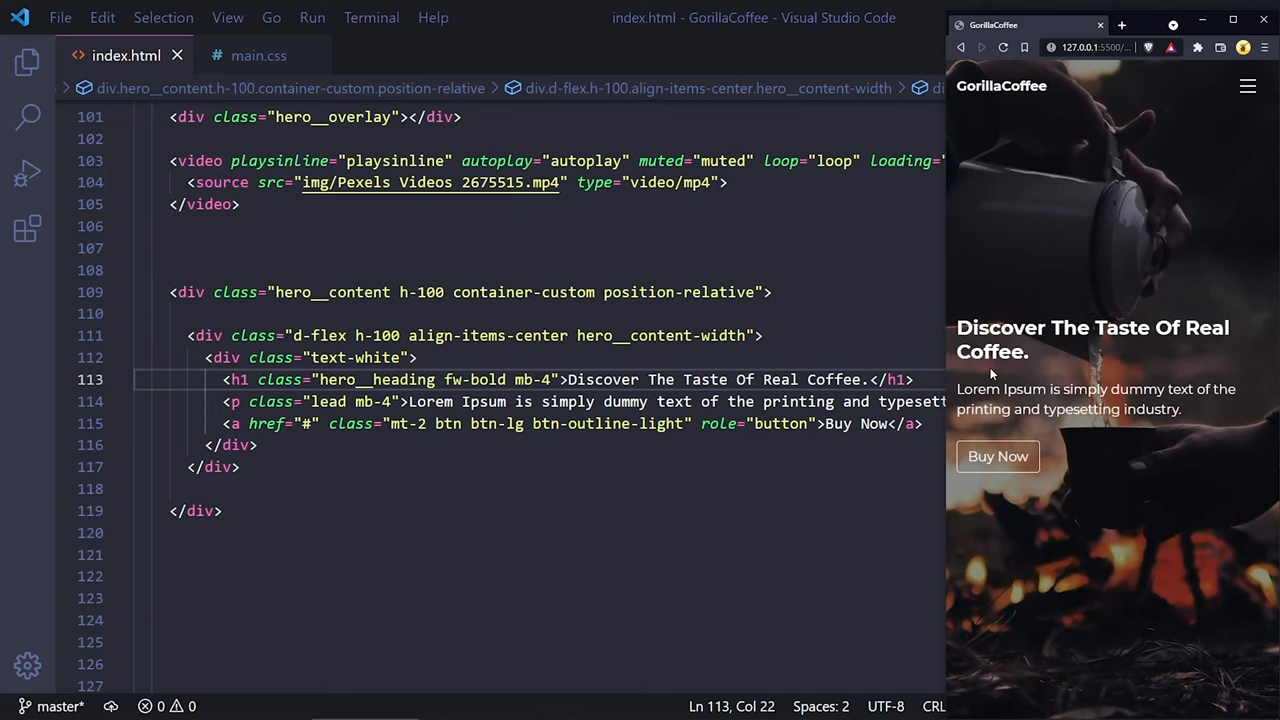 File Edit Selection View Go Run Terminal Help index.html - GorillaCoffee - Visual Studio Code
index.html main.css
div.hero__content.h-100.container-custom.position-relative div.d-flex.h-100.align-items-center.hero__content-width di
101 <div class="hero__overlay"></div>
102
103 <video playsinline="playsinline" autoplay="autoplay" muted="muted" loop="loop" loading="
104 <source src="img/Pexels Videos 2675515.mp4" type="video/mp4">
105 </video>
106
107
108
109 <div class="hero__content h-100 container-custom position-relative">
110
111 <div class="d-flex h-100 align-items-center hero__content-width">
112 <div class="text-white">
113 <h1 class="hero__heading fw-bold mb-4">Discover The Taste Of Real Coffee.</h1>
114 <p class="lead mb-4">Lorem Ipsum is simply dummy text of the printing and typesett
115 <a href="#" class="mt-2 btn btn-lg btn-outline-light" role="button">Buy Now</a>
116 </div>
117 </div>
118
119 </div>
120
121
122
123
124
125
126
127
master* 0 0 Ln 113, Col 22 Spaces: 2 UTF-8 CRL
GorillaCoffee
127.0.0.1:5500/...
GorillaCoffee
Discover The Taste Of Real
Coffee.
Lorem Ipsum is simply dummy text of the
printing and typesetting industry.
Buy Now